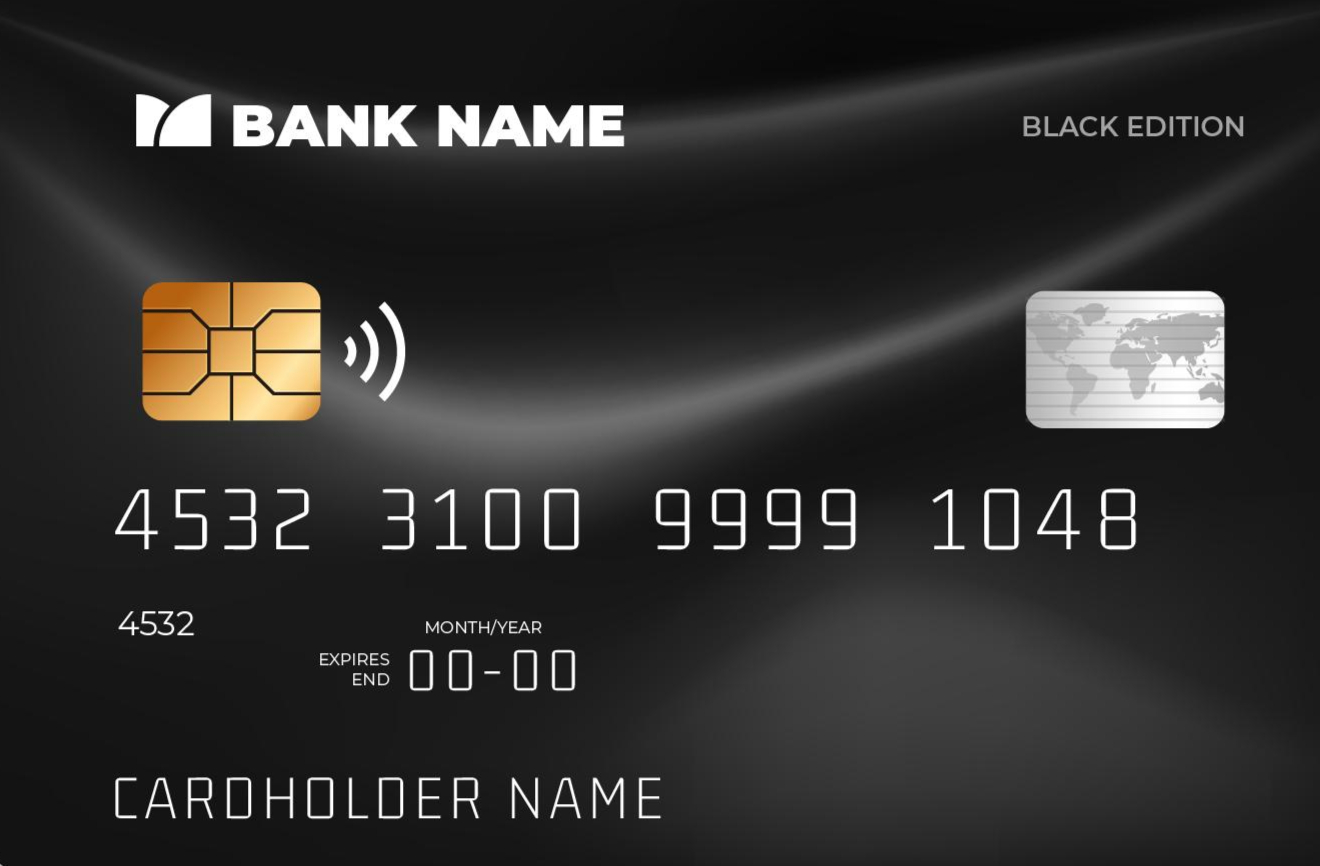 BANK NAME
BLACK EDITION
4532 3100 9999 1048
4532
MONTH/YEAR
EXPIRES
END
00-00
CARDHOLDER NAME